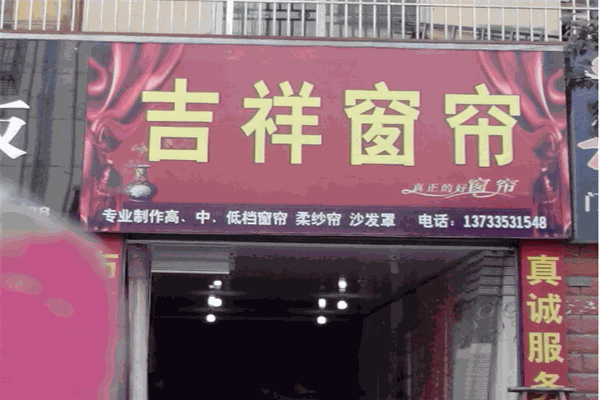 吉祥窗帘
真正的好窗帘
专业制作高、中、低档窗帘 柔纱帘 沙发罩 电话:13733531548
真诚服务